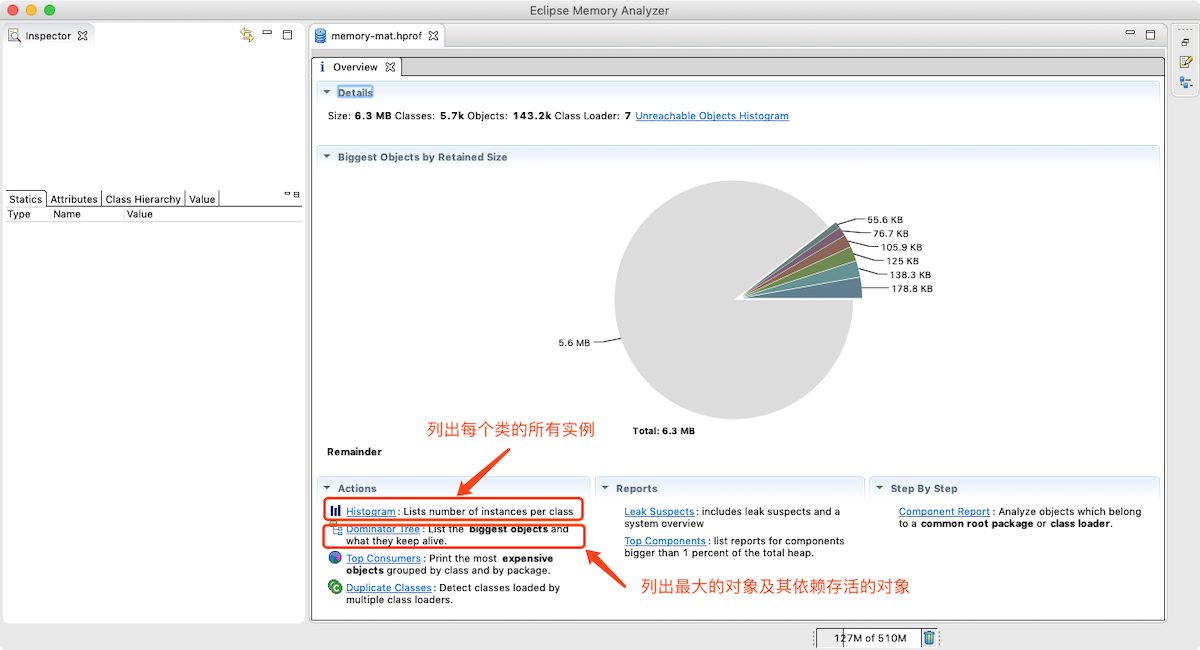 Eclipse Memory Analyzer
Inspector
memory-mat.hprof
i Overview
Details
Size: 6.3 MB Classes: 5.7k Objects: 143.2k Class Loader: 7 Unreachable Objects Histogram
Biggest Objects by Retained Size
Statics Attributes Class Hierarchy Value
Type Name Value
55.6 KB
76.7 KB
105.9 KB
125 KB
138.3 KB
178.8 KB
5.6 MB
列出每个类的所有实例
Total: 6.3 MB
Remainder
Actions
Histogram : Lists number of instances per class
Dominator Tree : List the biggest objects and
what they keep alive.
Top Consumers : Print the most expensive
objects grouped by class and by package.
Duplicate Classes : Detect classes loaded by
multiple class loaders.
Reports
Leak Suspects : includes leak suspects and a
system overview
Top Components : list reports for components
bigger than 1 percent of the total heap.
Step By Step
Component Report : Analyze objects which belong
to a common root package or class loader.
列出最大的对象及其依赖存活的对象
127M of 510M